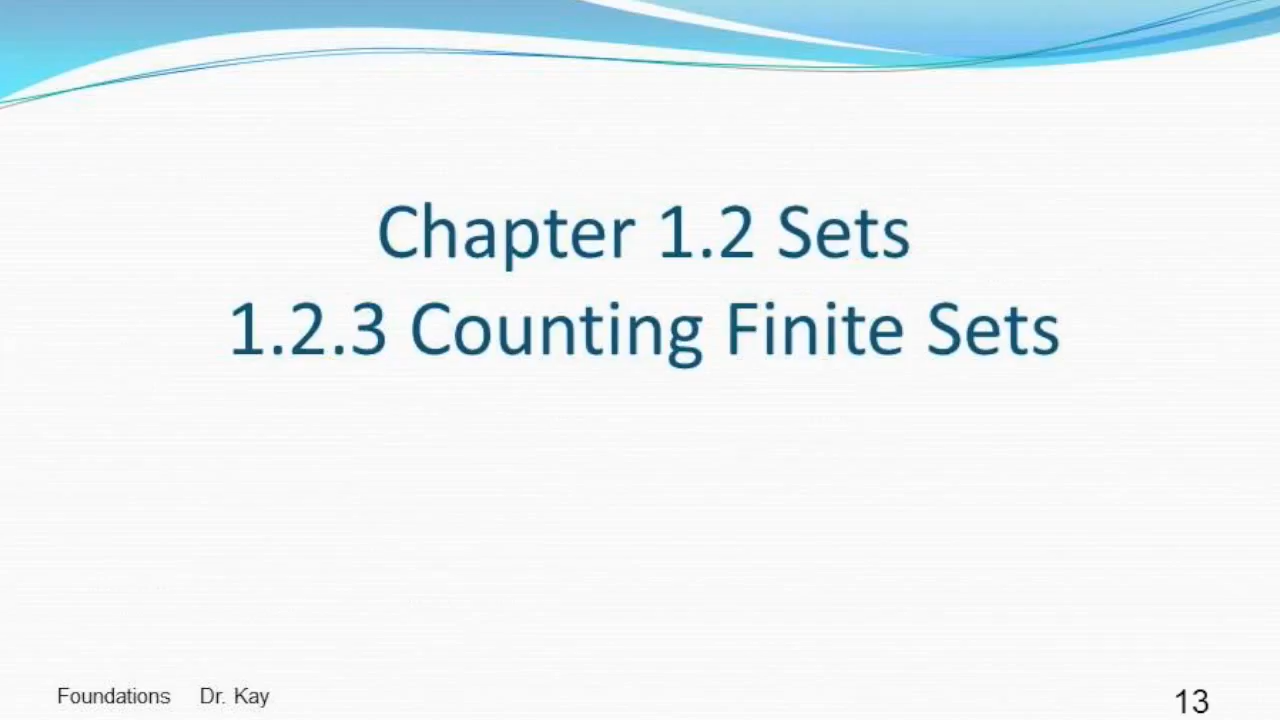 Chapter 1.2 Sets
1.2.3 Counting Finite Sets
Foundations Dr. Kay
13